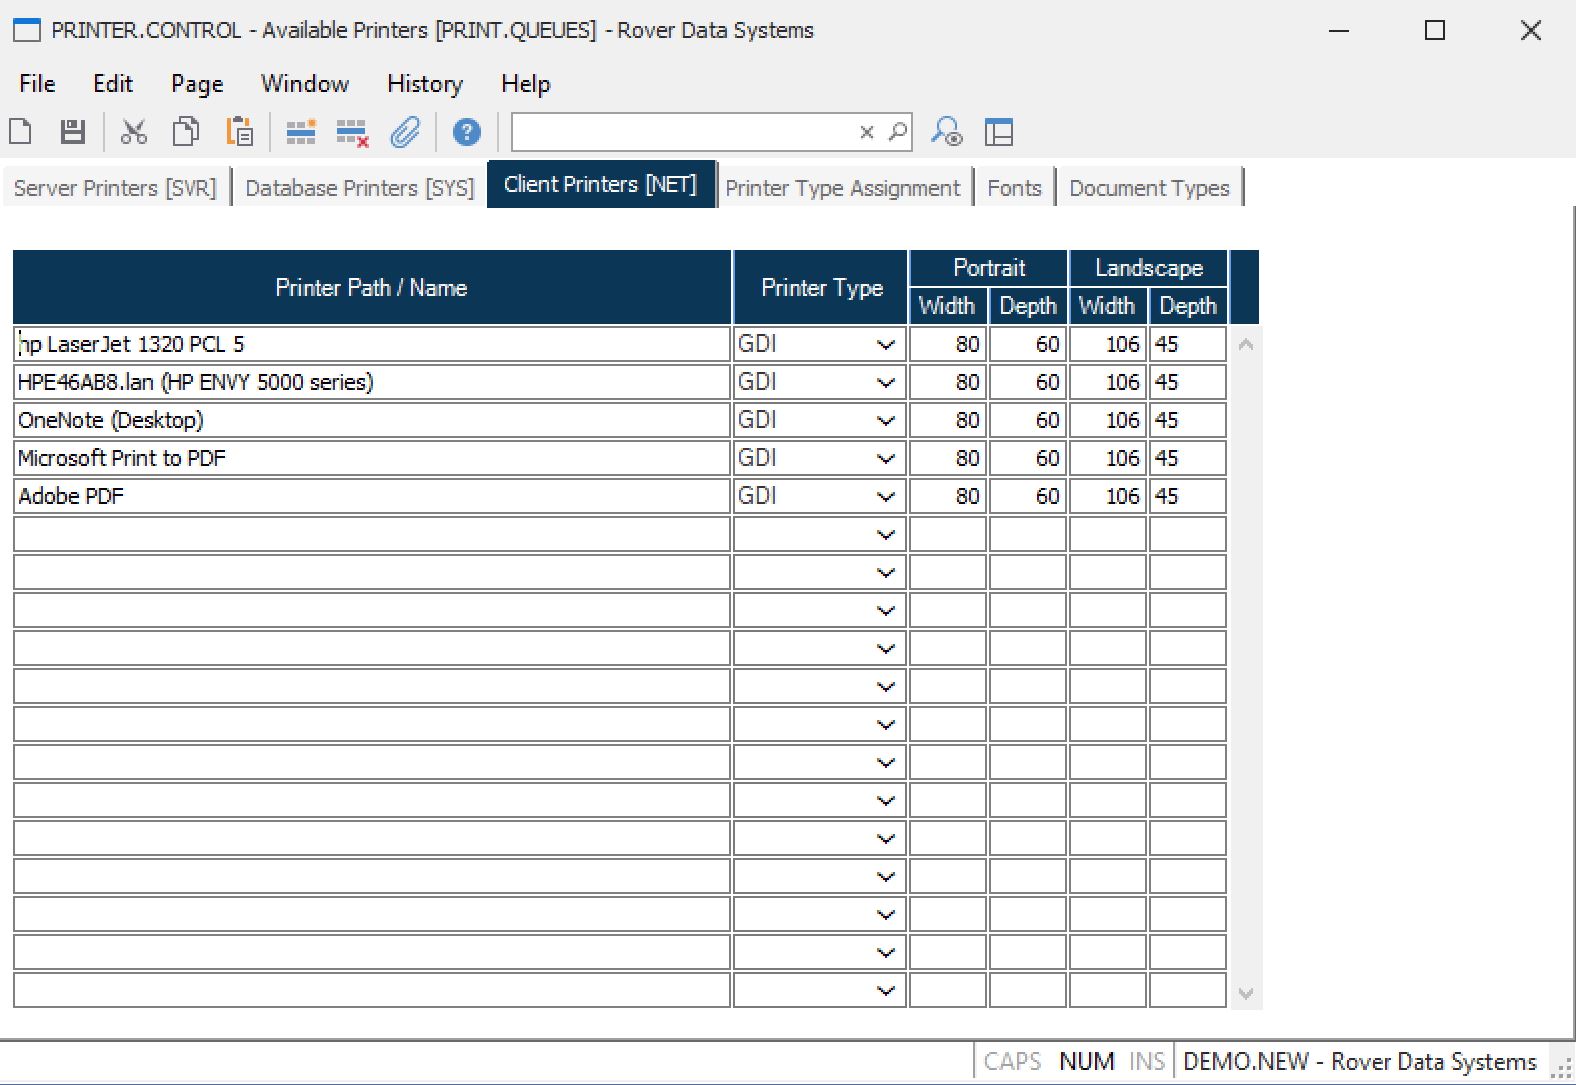 PRINTER.CONTROL - Available Printers [PRINT.QUEUES] - Rover Data Systems
File Edit Page Window History Help
Server Printers [SVR] Database Printers [SYS] Client Printers [NET] Printer Type Assignment Fonts Document Types
Printer Path / Name Printer Type Portrait Landscape
Width Depth Width Depth
hp LaserJet 1320 PCL 5 GDI 80 60 106 45
HPE46AB8.lan (HP ENVY 5000 series) GDI 80 60 106 45
OneNote (Desktop) GDI 80 60 106 45
Microsoft Print to PDF GDI 80 60 106 45
Adobe PDF GDI 80 60 106 45
CAPS NUM INS DEMO.NEW - Rover Data Systems